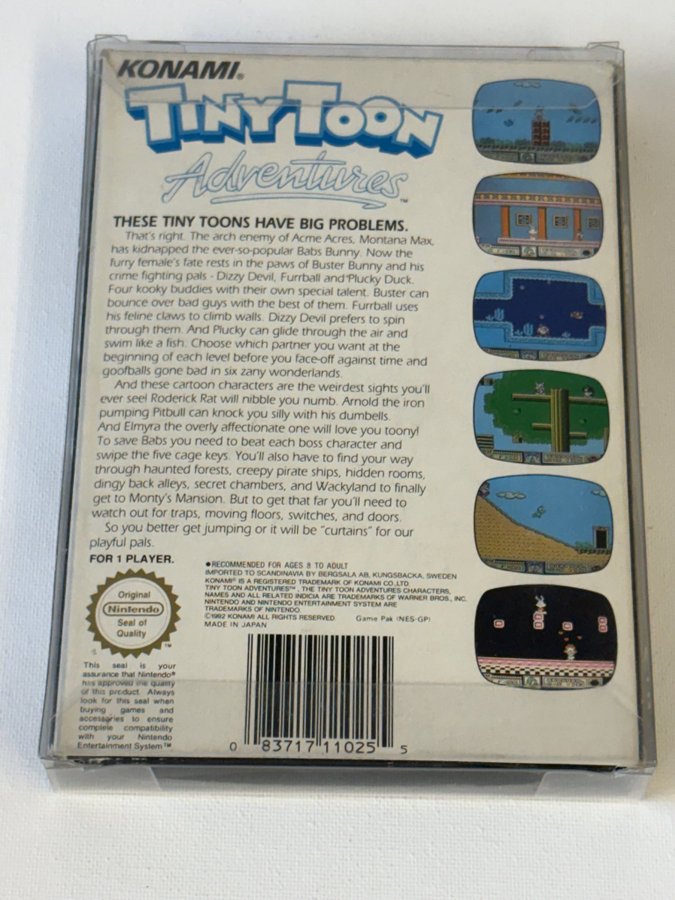 KONAMI®
TINY TOON
Adventures™
THESE TINY TOONS HAVE BIG PROBLEMS.
That's right. The arch enemy of Acme Acres, Montana Max,
has kidnapped the ever-so-popular Babs Bunny. Now the
furry female's fate rests in the paws of Buster Bunny and his
crime fighting pals - Dizzy Devil, Furrball and Plucky Duck.
Four kooky buddies with their own special talent. Buster can
bounce over bad guys with the best of them. Furrball uses
his feline claws to climb walls. Dizzy Devil prefers to spin
through them. And Plucky can glide through the air and
swim like a fish. Choose which partner you want at the
beginning of each level before you face-off against time and
goofballs gone bad in six zany wonderlands.
And these cartoon characters are the weirdest sights you'll
ever see! Roderick Rat will nibble you numb. Arnold the iron
pumping Pitbull can knock you silly with his dumbells.
And Elmyra the overly affectionate one will love you toony!
To save Babs you need to beat each boss character and
swipe the five cage keys. You'll also have to find your way
through haunted forests, creepy pirate ships, hidden rooms,
dingy back alleys, secret chambers, and Wackyland to finally
get to Monty's Mansion. But to get that far you'll need to
watch out for traps, moving floors, switches, and doors.
So you better get jumping or it will be "curtains" for our
playful pals.
FOR 1 PLAYER.
Original
Nintendo
Seal of
Quality
™
This seal is your
assurance that Nintendo®
has approved the quality
of this product. Always
look for this seal when
buying games and
accessories to ensure
complete compatibility
with your Nintendo
Entertainment System™
●RECOMMENDED FOR AGES 8 TO ADULT
IMPORTED TO SCANDINAVIA BY BERGSALA AB, KUNGSBACKA, SWEDEN
KONAMI® IS A REGISTERED TRADEMARK OF KONAMI CO.,LTD.
TINY TOON ADVENTURES™, THE TINY TOON ADVENTURES CHARACTERS,
NAMES AND ALL RELATED INDICIA ARE TRADEMARKS OF WARNER BROS., INC.
NINTENDO AND NINTENDO ENTERTAINMENT SYSTEM ARE
TRADEMARKS OF NINTENDO.
©1992 KONAMI ALL RIGHTS RESERVED. Game Pak (NES-GP)
MADE IN JAPAN
0 83717 11025 5